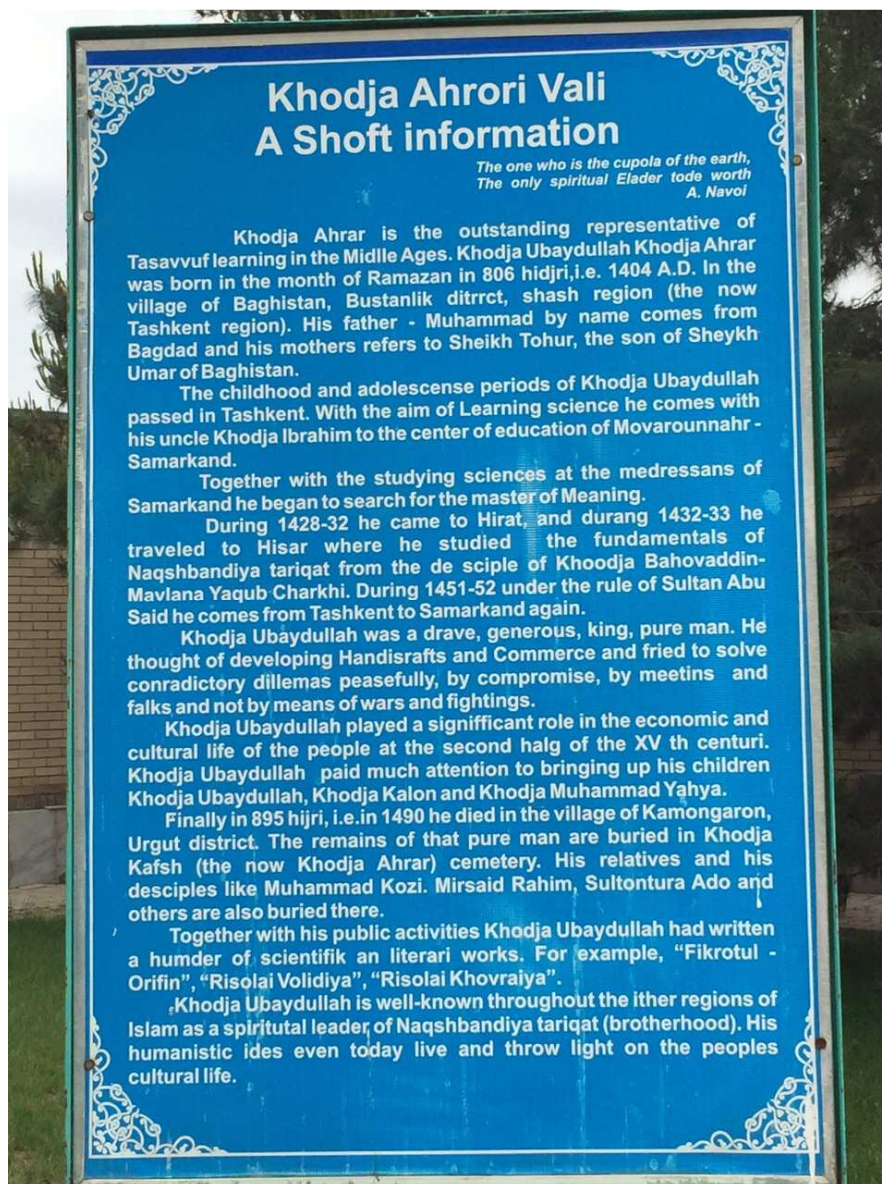 Khodja Ahrori Vali
A Shoft information
The one who is the cupola of the earth,
The only spiritual Elader tode worth
A. Navoi
Khodja Ahrar is the outstanding representative of
Tasavvuf learning in the Midlle Ages. Khodja Ubaydullah Khodja Ahrar
was born in the month of Ramazan in 806 hidjri,i.e. 1404 A.D. In the
village of Baghistan, Bustanlik ditrrct, shash region (the now
Tashkent region). His father - Muhammad by name comes from
Bagdad and his mothers refers to Sheikh Tohur, the son of Sheykh
Umar of Baghistan.
The childhood and adolescense periods of Khodja Ubaydullah
passed in Tashkent. With the aim of Learning science he comes with
his uncle Khodja Ibrahim to the center of education of Movarounnahr -
Samarkand.
Together with the studying sciences at the medressans of
Samarkand he began to search for the master of Meaning.
During 1428-32 he came to Hirat, and durang 1432-33 he
traveled to Hisar where he studied the fundamentals of
Naqshbandiya tariqat from the de sciple of Khoodja Bahovaddin-
Mavlana Yaqub Charkhi. During 1451-52 under the rule of Sultan Abu
Said he comes from Tashkent to Samarkand again.
Khodja Ubaydullah was a drave, generous, king, pure man. He
thought of developing Handisrafts and Commerce and fried to solve
conradictory dillemas peasefully, by compromise, by meetins and
falks and not by means of wars and fightings.
Khodja Ubaydullah played a signifficant role in the economic and
cultural life of the people at the second halg of the XV th centuri.
Khodja Ubaydullah paid much attention to bringing up his children
Khodja Ubaydullah, Khodja Kalon and Khodja Muhammad Yahya.
Finally in 895 hijri, i.e.in 1490 he died in the village of Kamongaron,
Urgut district. The remains of that pure man are buried in Khodja
Kafsh (the now Khodja Ahrar) cemetery. His relatives and his
desciples like Muhammad Kozi. Mirsaid Rahim, Sultontura Ado and
others are also buried there.
Together with his public activities Khodja Ubaydullah had written
a humder of scientifik an literari works. For example, “Fikrotul -
Orifin”, “Risolai Volidiya”, “Risolai Khovraiya”.
Khodja Ubaydullah is well-known throughout the ither regions of
Islam as a spiritutal leader of Naqshbandiya tariqat (brotherhood). His
humanistic ides even today live and throw light on the peoples
cultural life.